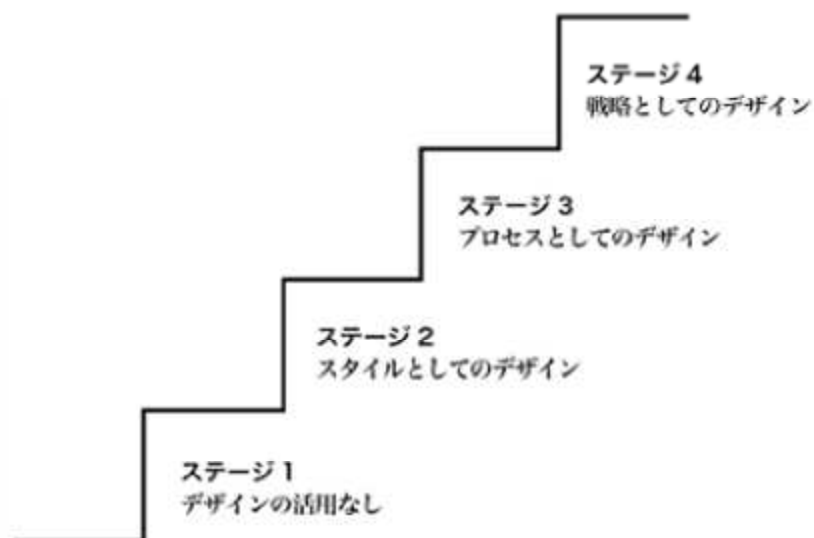 ステージ 4
戦略としてのデザイン
ステージ 3
プロセスとしてのデザイン
ステージ 2
スタイルとしてのデザイン
ステージ 1
デザインの活用なし